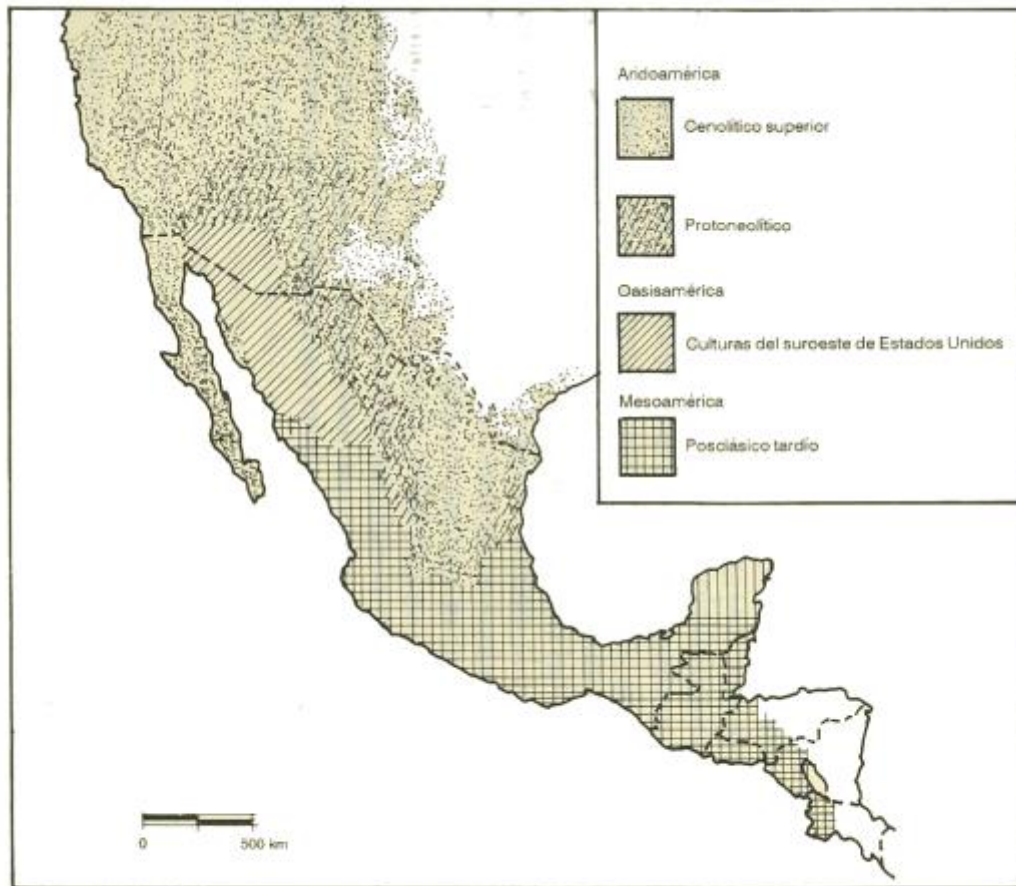 Aridoamérica
Cenolítico superior
Protoneolítico
Oasisamérica
Culturas del suroeste de Estados Unidos
Mesoamérica
Posclásico tardío
0
500 km